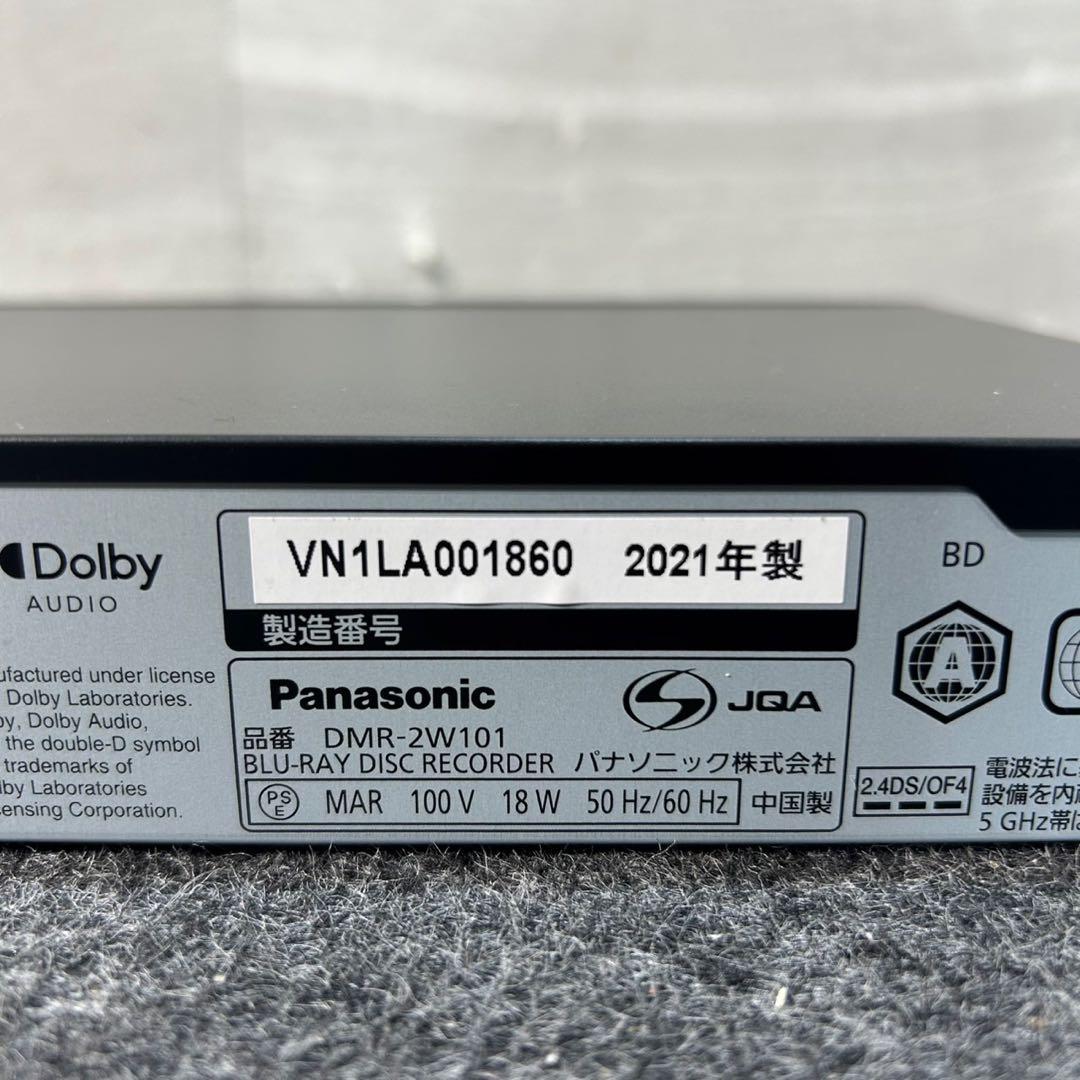 Dolby
AUDIO
ufactured under license
Dolby Laboratories.
by, Dolby Audio,
the double-D symbol
trademarks of
lby Laboratories
ensing Corporation.
VN1LA001860 2021年製
製造番号
Panasonic
JQA
品番 DMR-2W101
BLU-RAY DISC RECORDER パナソニック株式会社
PS E MAR 100 V 18 W 50 Hz/60 Hz 中国製
BD
A
2.4DS/OF4
電波法に
設備を内
5 GHz帯は